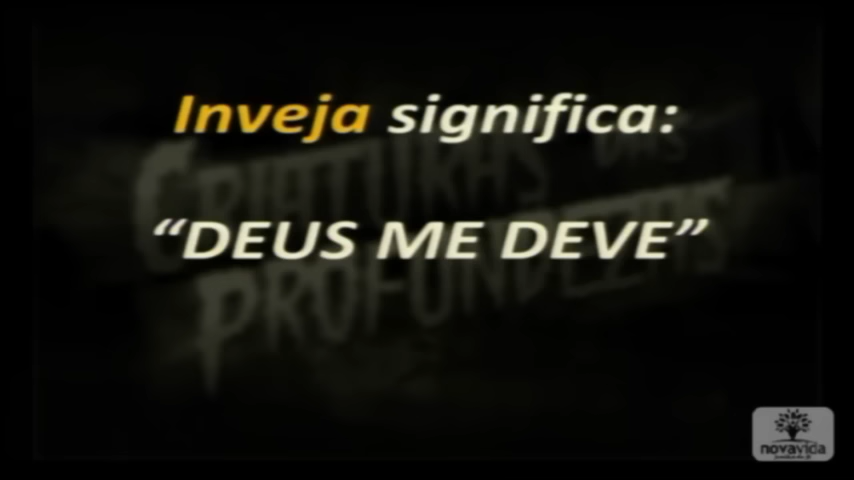 Inveja significa:
“DEUS ME DEVE”
CRIATURAS DAS
PROFUNDEZAS
novavida